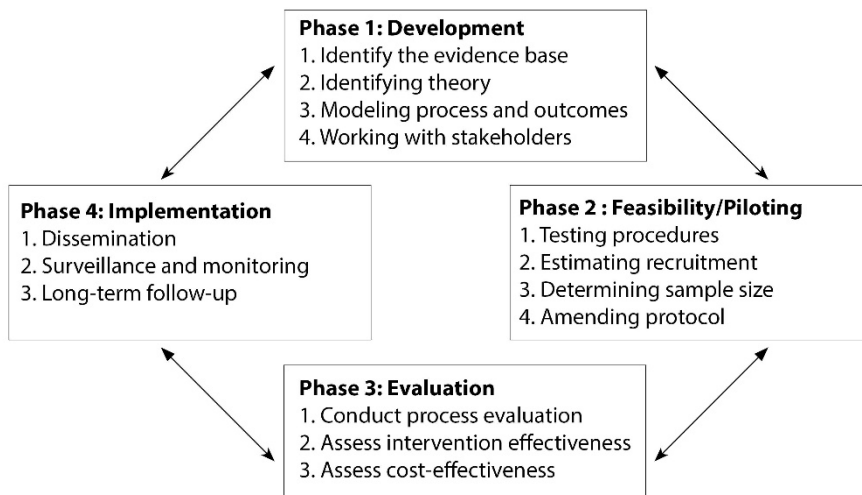 Phase 1: Development
1. Identify the evidence base
2. Identifying theory
3. Modeling process and outcomes
4. Working with stakeholders
Phase 4: Implementation
1. Dissemination
2. Surveillance and monitoring
3. Long-term follow-up
Phase 2 : Feasibility/Piloting
1. Testing procedures
2. Estimating recruitment
3. Determining sample size
4. Amending protocol
Phase 3: Evaluation
1. Conduct process evaluation
2. Assess intervention effectiveness
3. Assess cost-effectiveness